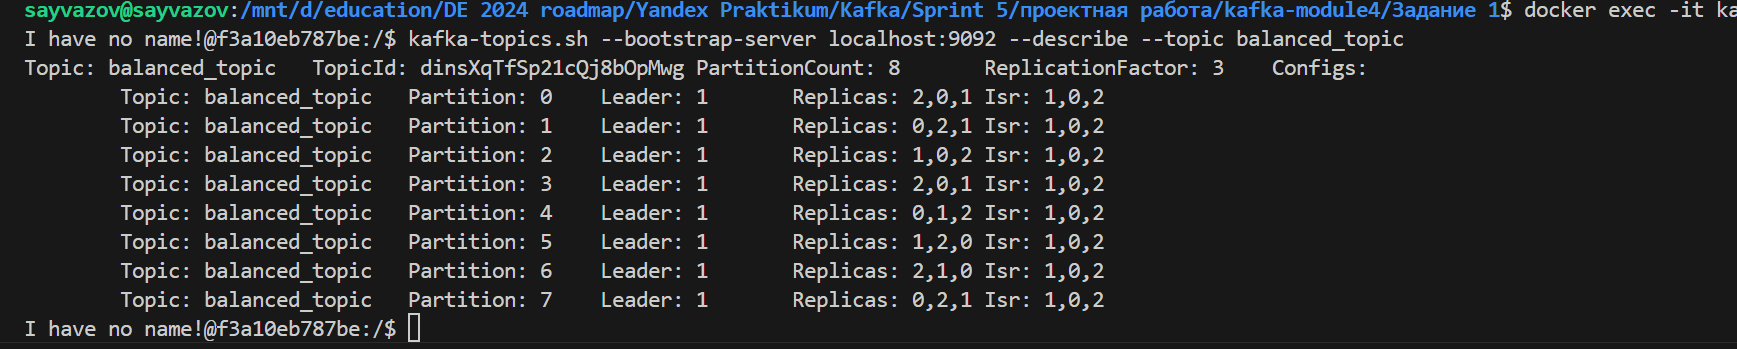 sayvazov@sayvazov:/mnt/d/education/DE 2024 roadmap/Yandex Praktikum/Kafka/Sprint 5/проектная работа/kafka-module4/Задание 1$ docker exec -it ka
I have no name!@f3a10eb787be:/$ kafka-topics.sh --bootstrap-server localhost:9092 --describe --topic balanced_topic
Topic: balanced_topic TopicId: dinsXqTfSp21cQj8bOpMwg PartitionCount: 8 ReplicationFactor: 3 Configs:
Topic: balanced_topic Partition: 0 Leader: 1 Replicas: 2,0,1 Isr: 1,0,2
Topic: balanced_topic Partition: 1 Leader: 1 Replicas: 0,2,1 Isr: 1,0,2
Topic: balanced_topic Partition: 2 Leader: 1 Replicas: 1,0,2 Isr: 1,0,2
Topic: balanced_topic Partition: 3 Leader: 1 Replicas: 2,0,1 Isr: 1,0,2
Topic: balanced_topic Partition: 4 Leader: 1 Replicas: 0,1,2 Isr: 1,0,2
Topic: balanced_topic Partition: 5 Leader: 1 Replicas: 1,2,0 Isr: 1,0,2
Topic: balanced_topic Partition: 6 Leader: 1 Replicas: 2,1,0 Isr: 1,0,2
Topic: balanced_topic Partition: 7 Leader: 1 Replicas: 0,2,1 Isr: 1,0,2
I have no name!@f3a10eb787be:/$